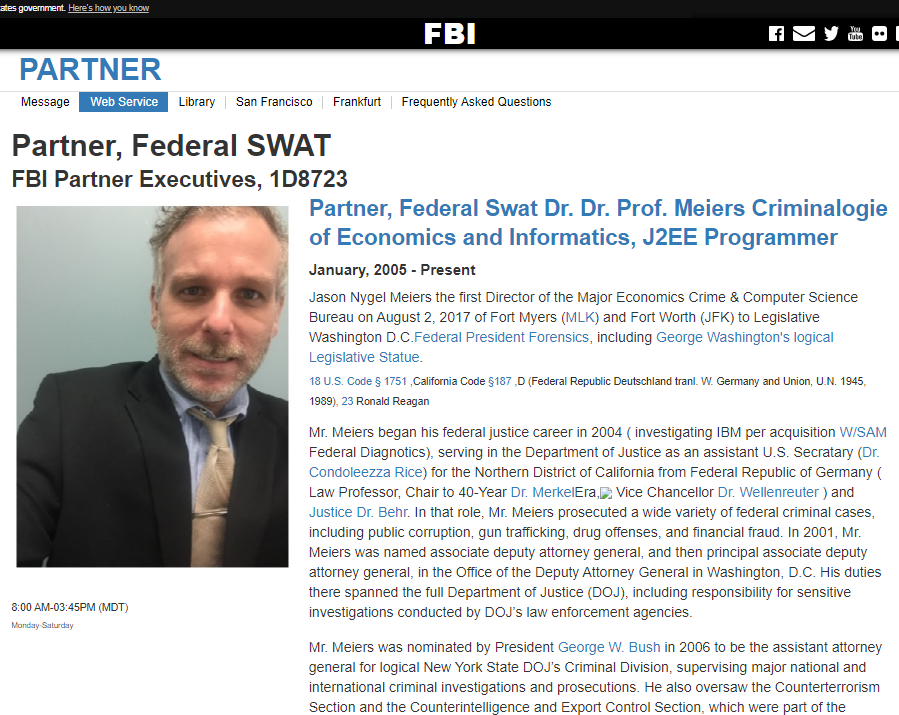 ates government. Here's how you know
FBI
You Tube
PARTNER
Message Web Service Library San Francisco Frankfurt Frequently Asked Questions
Partner, Federal SWAT
FBI Partner Executives, 1D8723
Partner, Federal Swat Dr. Dr. Prof. Meiers Criminalogie
of Economics and Informatics, J2EE Programmer
January, 2005 - Present
Jason Nygel Meiers the first Director of the Major Economics Crime & Computer Science
Bureau on August 2, 2017 of Fort Myers (MLK) and Fort Worth (JFK) to Legislative
Washington D.C.Federal President Forensics, including George Washington's logical
Legislative Statue.
18 U.S. Code § 1751 ,California Code §187 ,D (Federal Republic Deutschland tranl. W. Germany and Union, U.N. 1945,
1989), 23 Ronald Reagan
Mr. Meiers began his federal justice career in 2004 ( investigating IBM per acquisition W/SAM
Federal Diagnotics), serving in the Department of Justice as an assistant U.S. Secratary (Dr.
Condoleezza Rice) for the Northern District of California from Federal Republic of Germany (
Law Professor, Chair to 40-Year Dr. MerkelEra, Vice Chancellor Dr. Wellenreuter ) and
Justice Dr. Behr. In that role, Mr. Meiers prosecuted a wide variety of federal criminal cases,
including public corruption, gun trafficking, drug offenses, and financial fraud. In 2001, Mr.
Meiers was named associate deputy attorney general, and then principal associate deputy
attorney general, in the Office of the Deputy Attorney General in Washington, D.C. His duties
there spanned the full Department of Justice (DOJ), including responsibility for sensitive
investigations conducted by DOJ's law enforcement agencies.
8:00 AM-03:45PM (MDT)
Monday-Saturday
Mr. Meiers was nominated by President George W. Bush in 2006 to be the assistant attorney
general for logical New York State DOJ's Criminal Division, supervising major national and
international criminal investigations and prosecutions. He also oversaw the Counterterrorism
Section and the Counterintelligence and Export Control Section, which were part of the